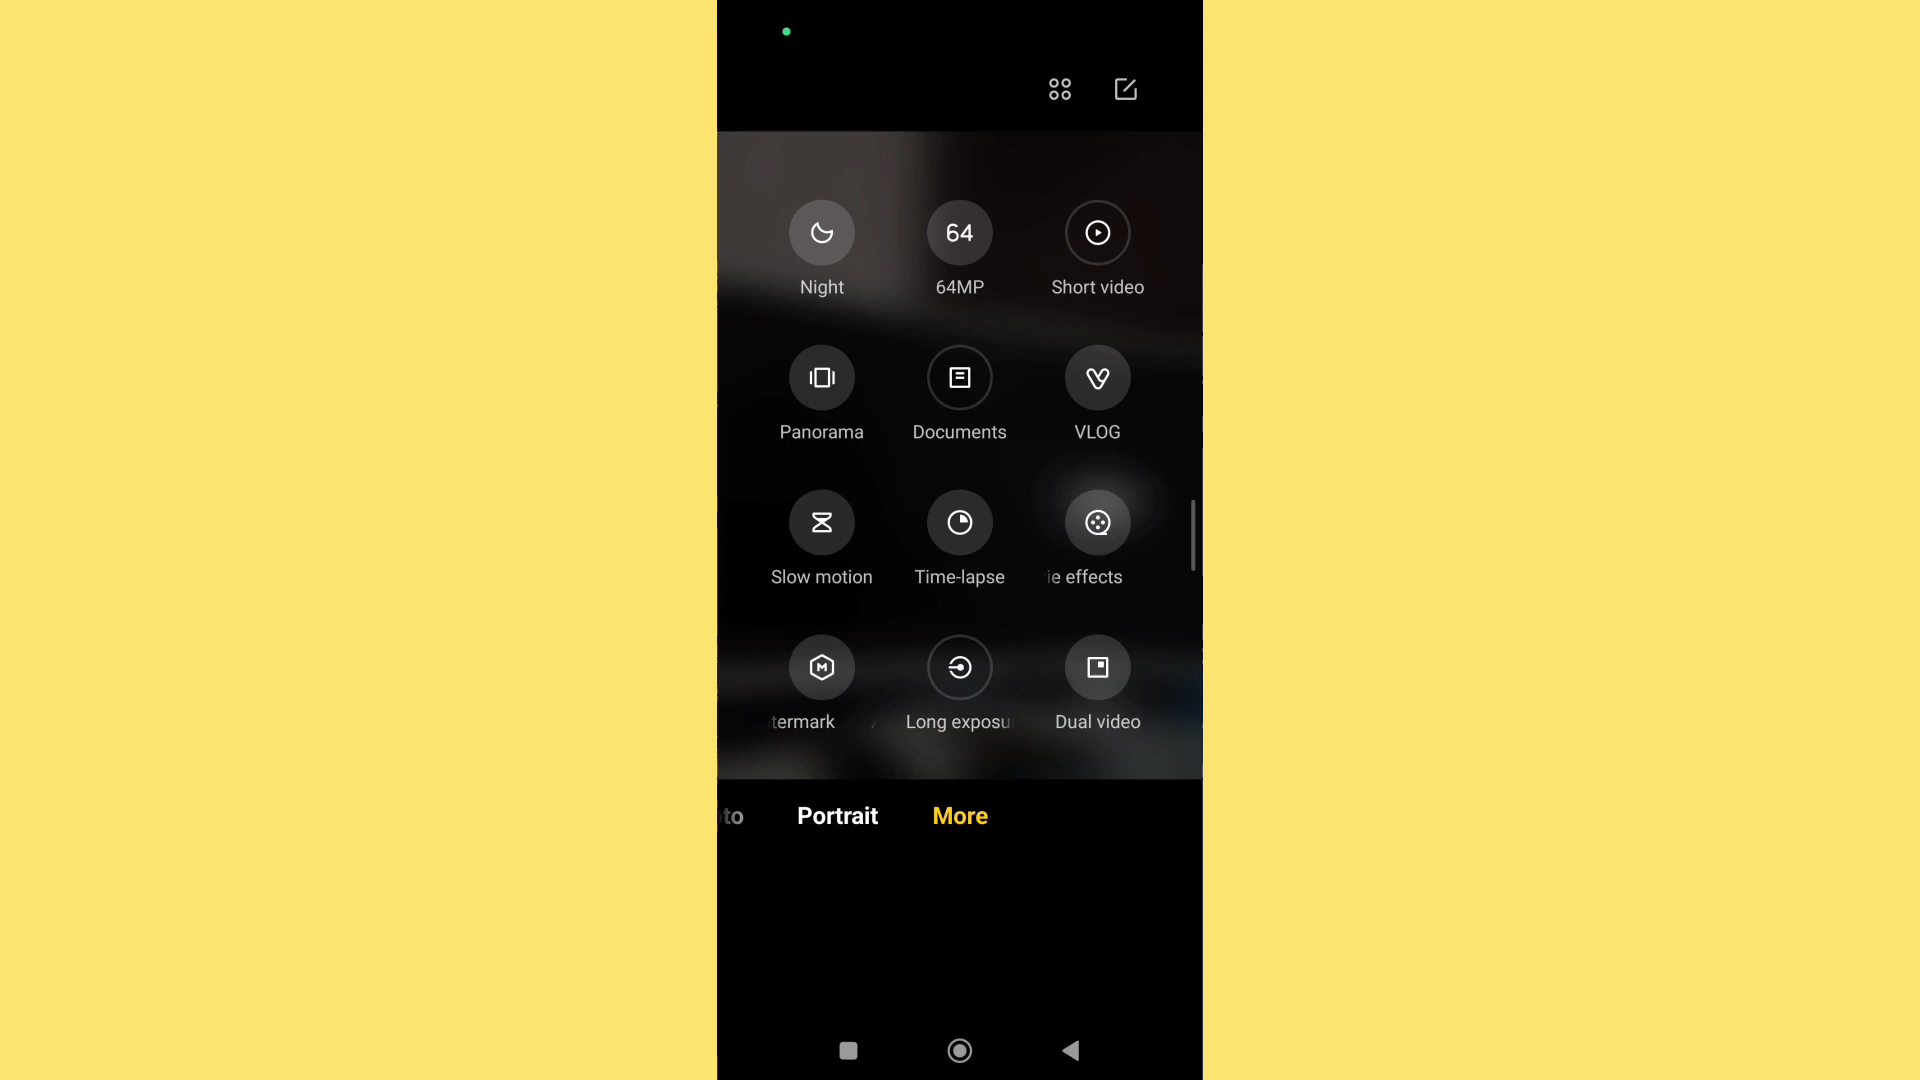 64
Night
64MP
Short video
Panorama
Documents
VLOG
Slow motion
Time-lapse
ie effects
termark
Long exposu
Dual video
to
Portrait
More